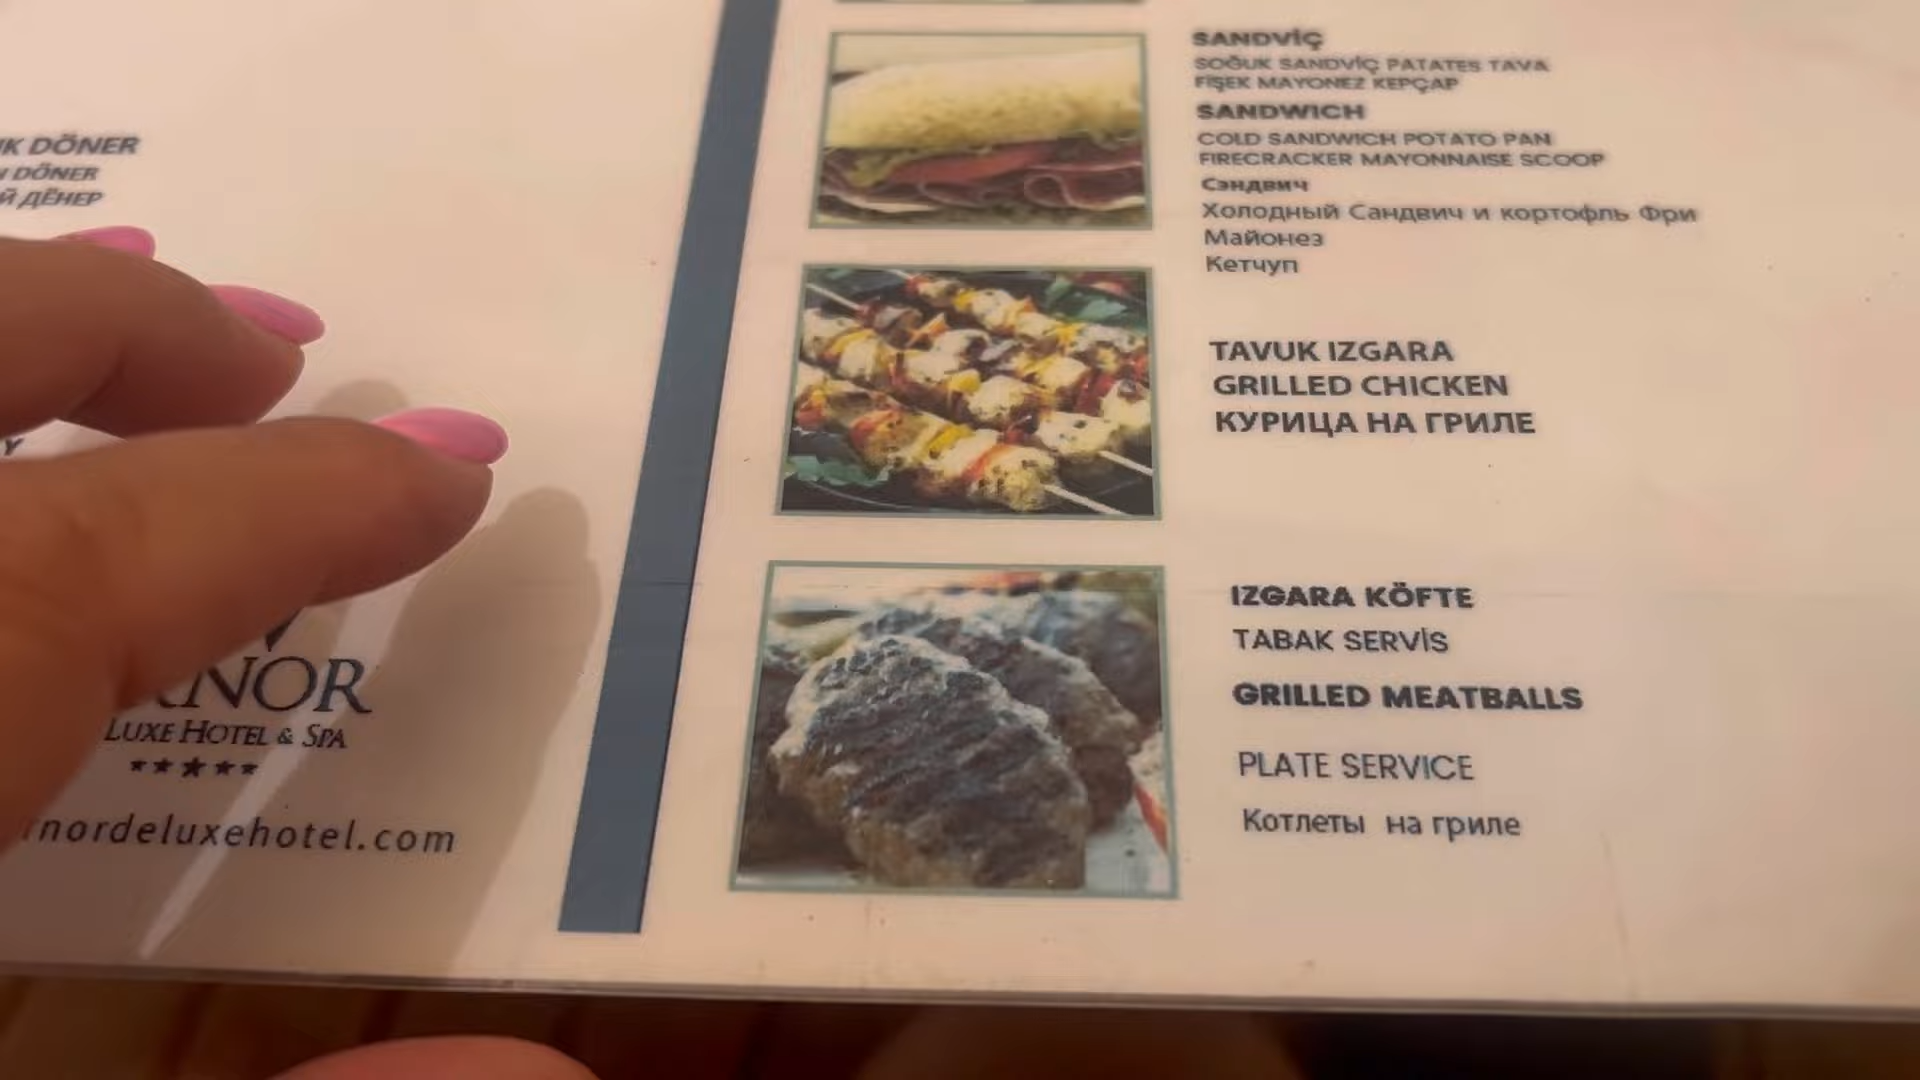 DÖNER
DÖNER
ДЁНЕР
Y
NOR
LUXE HOTEL & SPA
nordeluxehotel.com
SANDVİÇ
SOĞUK SANDVİÇ PATATES TAVA
FİŞEK MAYONEZ KEPÇAP
SANDWICH
COLD SANDWICH POTATO PAN
FIRECRACKER MAYONNAISE SCOOP
Сэндвич
Холодный Сандвич и кортофль Фри
Майонез
Кетчуп
TAVUK IZGARA
GRILLED CHICKEN
КУРИЦА НА ГРИЛЕ
IZGARA KÖFTE
TABAK SERVİS
GRILLED MEATBALLS
PLATE SERVICE
Котлеты на гриле